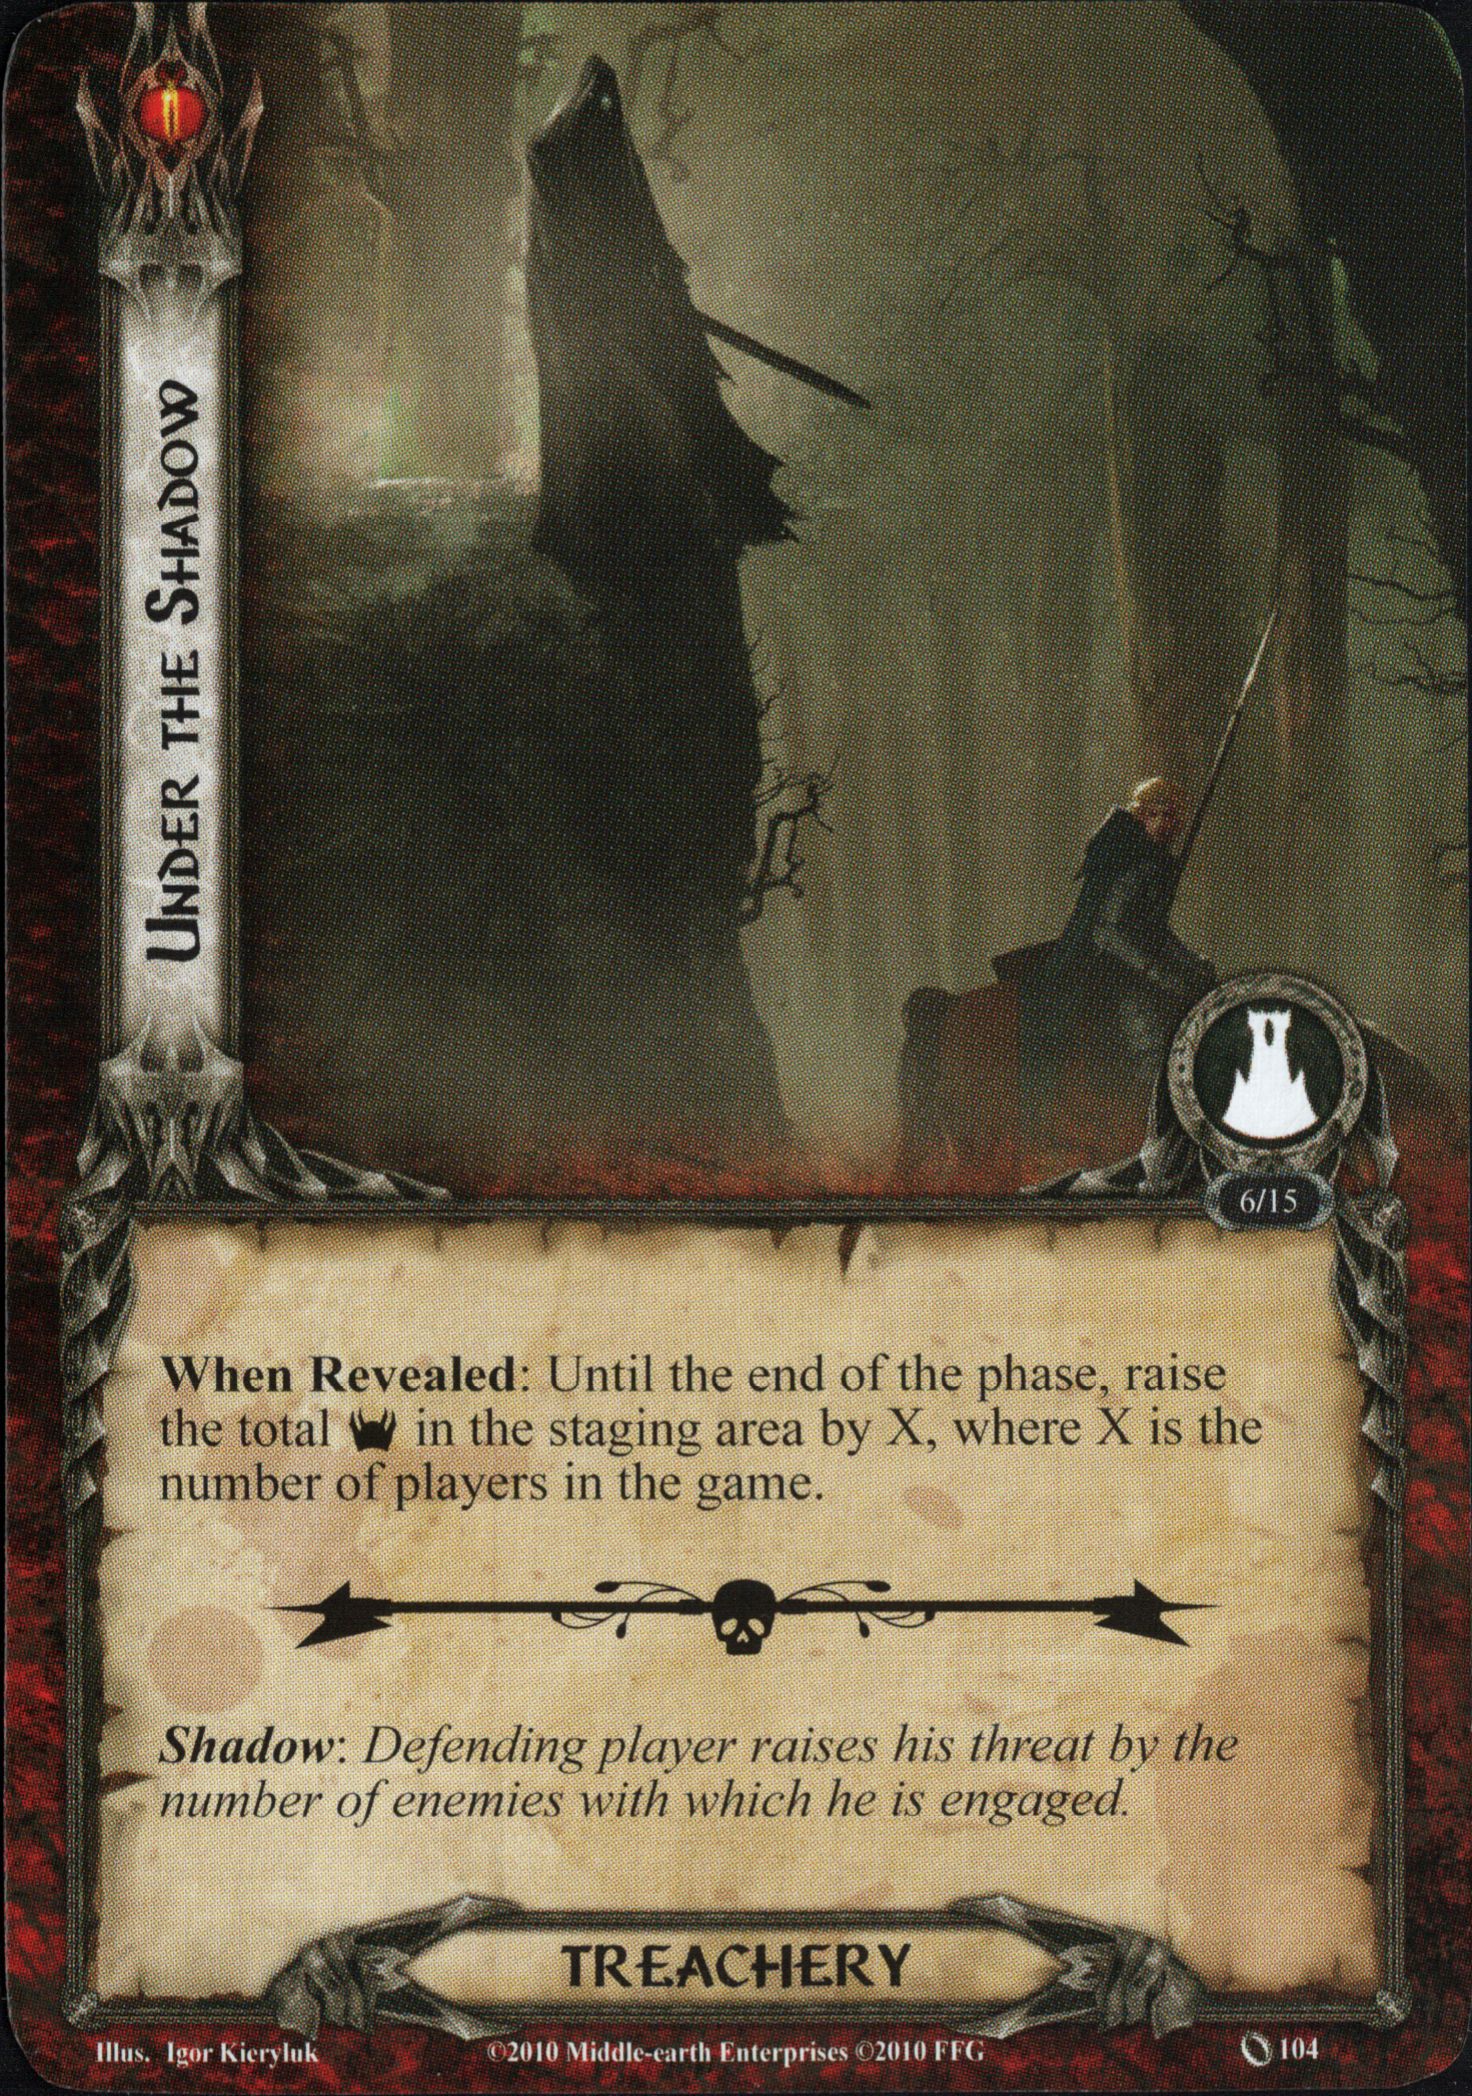 Under the Shadow
6/15
When Revealed: Until the end of the phase, raise
the total in the staging area by X, where X is the
number of players in the game.
Shadow: Defending player raises his threat by the
number of enemies with which he is engaged.
TREACHERY
Illus. Igor Kieryluk
©2010 Middle-earth Enterprises ©2010 FFG
104